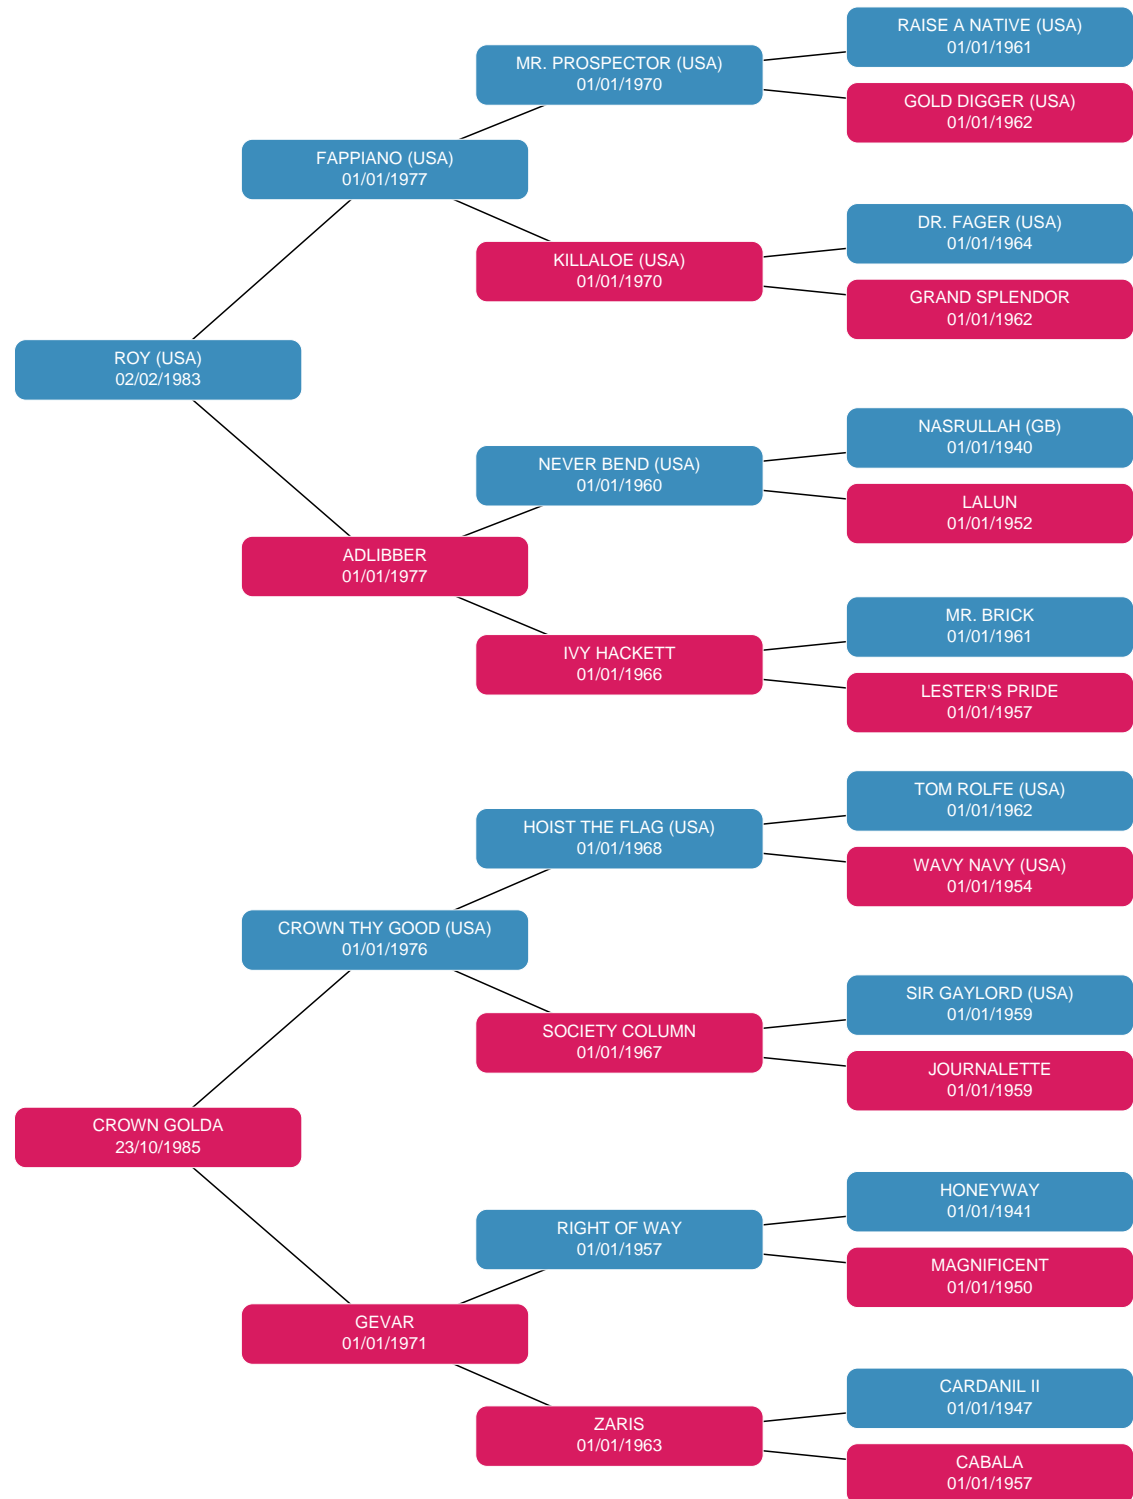 RAISE A NATIVE (USA)
01/01/1961
MR. PROSPECTOR (USA)
01/01/1970
GOLD DIGGER (USA)
01/01/1962
FAPPIANO (USA)
01/01/1977
DR. FAGER (USA)
01/01/1964
KILLALOE (USA)
01/01/1970
GRAND SPLENDOR
01/01/1962
ROY (USA)
02/02/1983
NASRULLAH (GB)
01/01/1940
NEVER BEND (USA)
01/01/1960
LALUN
01/01/1952
ADLIBBER
01/01/1977
MR. BRICK
01/01/1961
IVY HACKETT
01/01/1966
LESTER'S PRIDE
01/01/1957
TOM ROLFE (USA)
01/01/1962
HOIST THE FLAG (USA)
01/01/1968
WAVY NAVY (USA)
01/01/1954
CROWN THY GOOD (USA)
01/01/1976
SIR GAYLORD (USA)
01/01/1959
SOCIETY COLUMN
01/01/1967
JOURNALETTE
01/01/1959
CROWN GOLDA
23/10/1985
HONEYWAY
01/01/1941
RIGHT OF WAY
01/01/1957
MAGNIFICENT
01/01/1950
GEVAR
01/01/1971
CARDANIL II
01/01/1947
ZARIS
01/01/1963
CABALA
01/01/1957